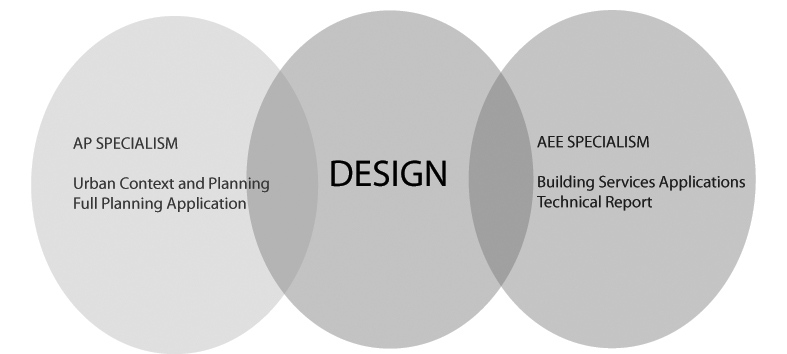 AP SPECIALISM
Urban Context and Planning
Full Planning Application
DESIGN
AEE SPECIALISM
Building Services Applications
Technical Report